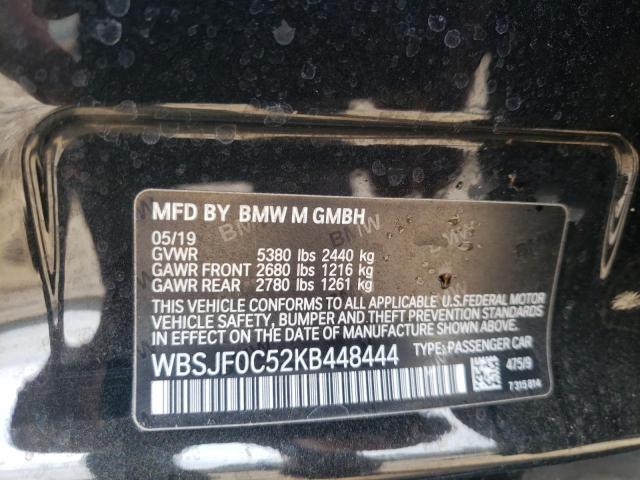 MFD BY BMW M GMBH
05/19
GVWR 5380 lbs 2440 kg
GAWR FRONT 2680 lbs 1216 kg
GAWR REAR 2780 lbs 1261 kg
THIS VEHICLE CONFORMS TO ALL APPLICABLE U.S.FEDERAL MOTOR
VEHICLE SAFETY, BUMPER AND THEFT PREVENTION STANDARDS
IN EFFECT ON THE DATE OF MANUFACTURE SHOWN ABOVE.
WBSJF0C52KB448444 TYPE: PASSENGER CAR
475/9
7 315 814